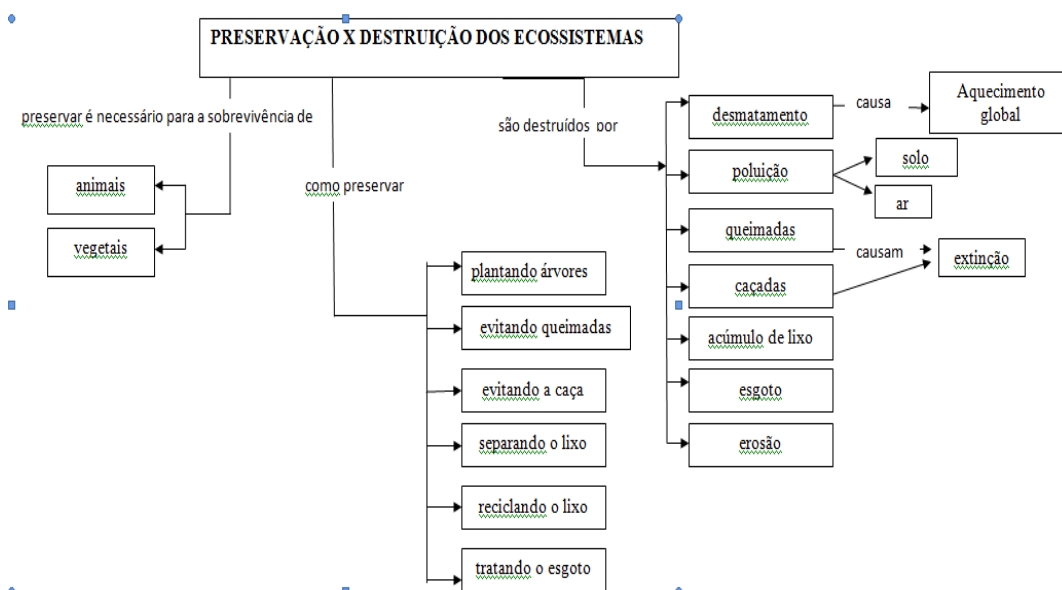 PRESERVAÇÃO X DESTRUIÇÃO DOS ECOSSISTEMAS
preservar é necessário para a sobrevivência de
animais
vegetais
como preservar
plantando árvores
evitando queimadas
evitando a caça
separando o lixo
reciclando o lixo
tratando o esgoto
são destruídos por
desmatamento
causa
Aquecimento
global
poluição
solo
ar
queimadas
causam
extinção
caçadas
acúmulo de lixo
esgoto
erosão